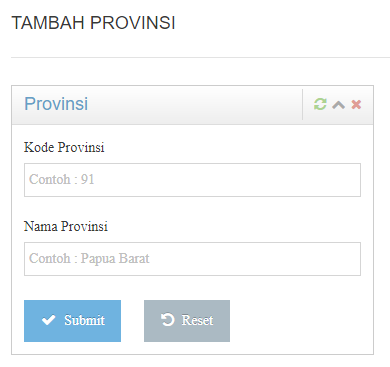 TAMBAH PROVINSI
Provinsi
Kode Provinsi
Contoh : 91
Nama Provinsi
Contoh : Papua Barat
Submit
Reset